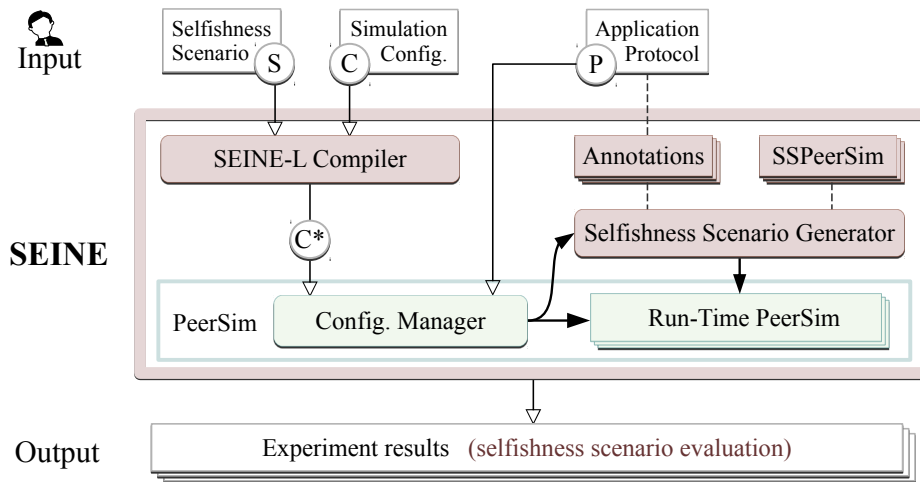 Input
Selfishness
Scenario
S
Simulation
Config.
C
Application
Protocol
P
SEINE
SEINE-L Compiler
Annotations
SSPeerSim
C*
Selfishness Scenario Generator
PeerSim
Config. Manager
Run-Time PeerSim
Output
Experiment results (selfishness scenario evaluation)